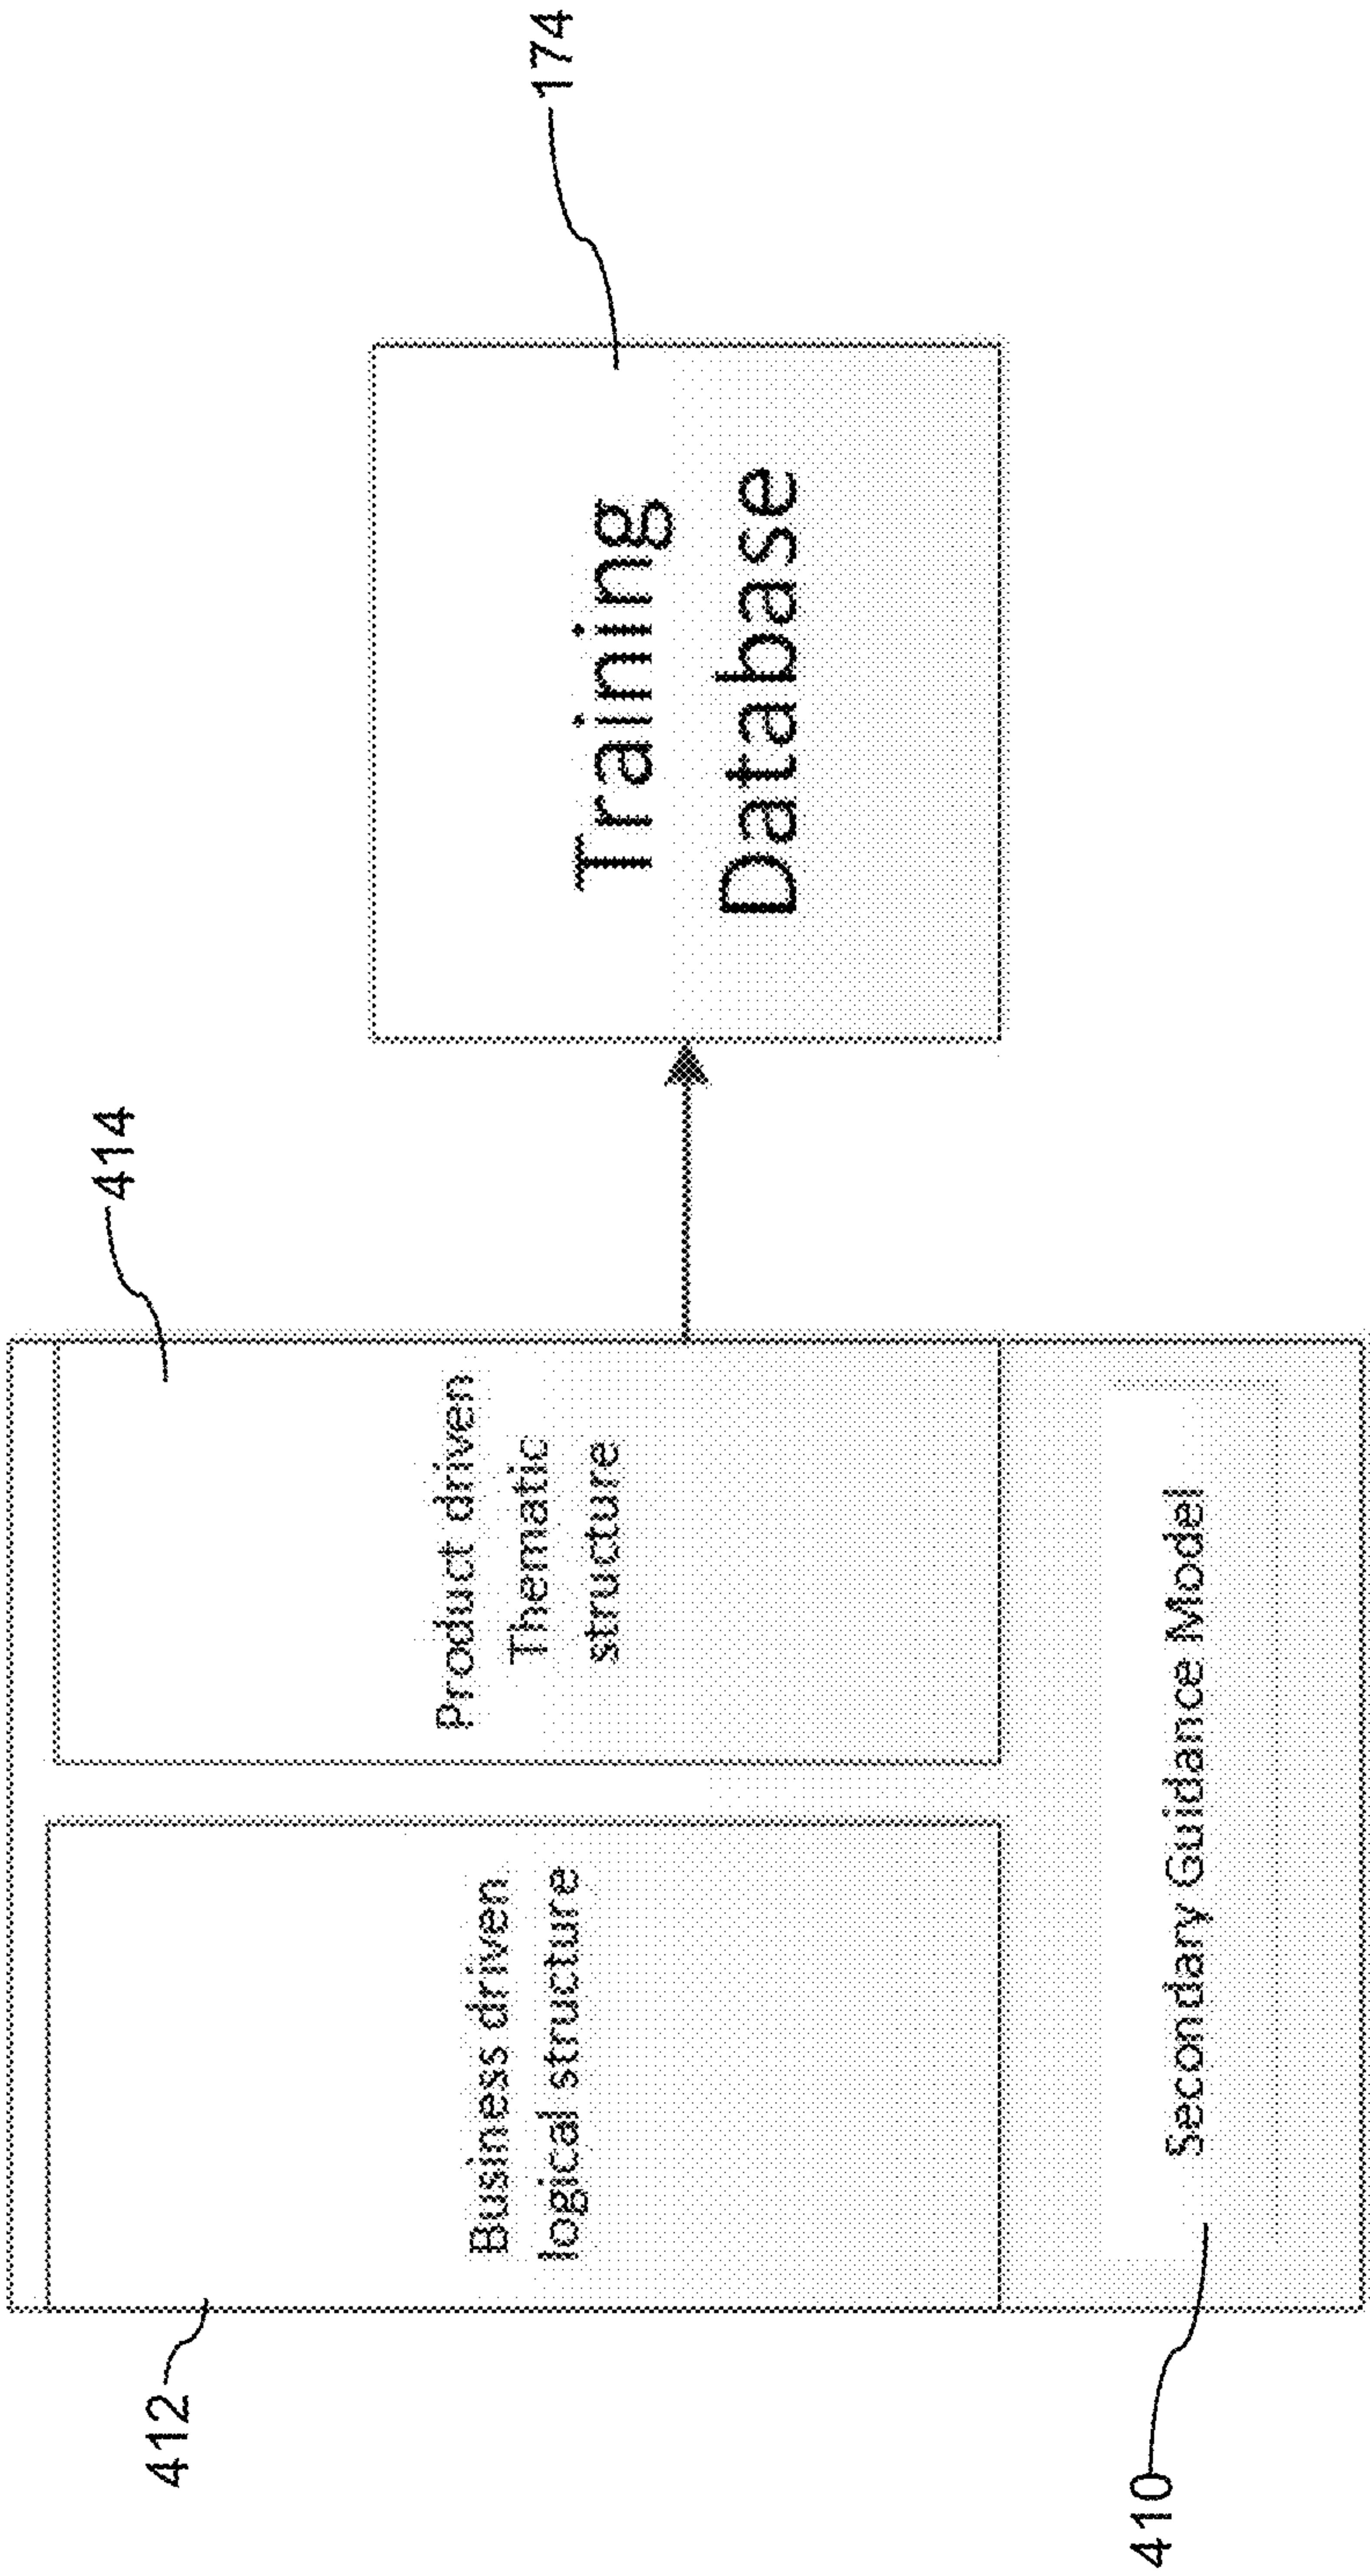 412
Business driven
logical structure
414
Product driven
Thematic
structure
410
Secondary Guidance Model
174
Training
Database